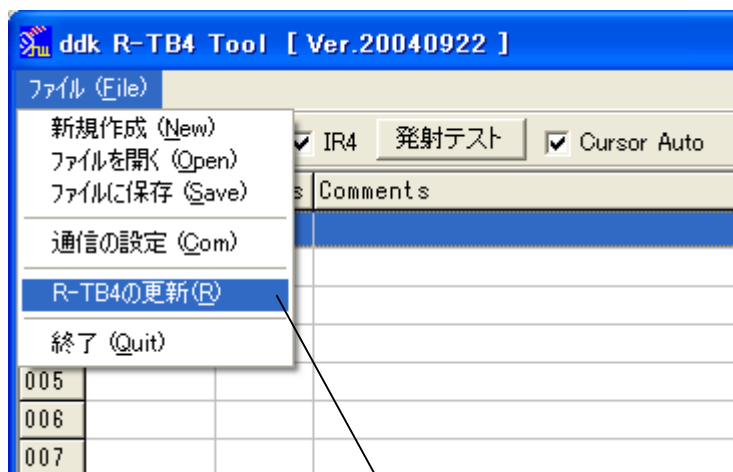 ddk R-TB4 Tool [ Ver.20040922 ]
ファイル (File)
新規作成 (New)
IR4 発射テスト Cursor Auto
ファイルを開く (Open)
ファイルに保存 (Save)
s Comments
通信の設定 (Com)
R-TB4の更新(R)
終了 (Quit)
005
006
007